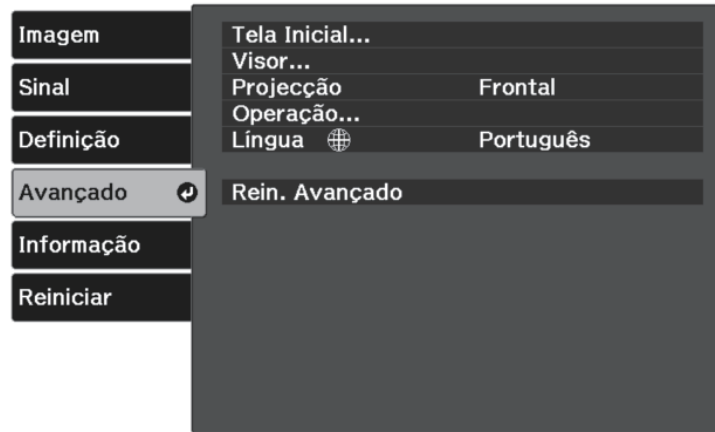 Imagem
Sinal
Definição
Avançado
Informação
Reiniciar
Tela Inicial...
Visor...
Projecção Frontal
Operação...
Língua Português
Rein. Avançado